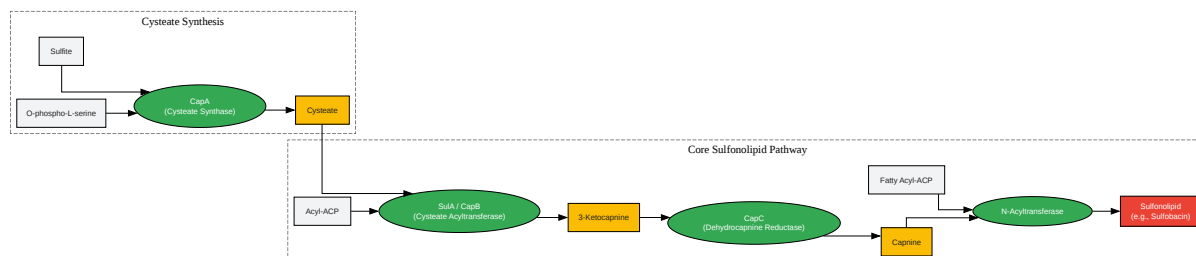 Cysteate Synthesis
Sulfite
O-phospho-L-serine
CapA
(Cysteate Synthase)
Cysteate
Core Sulfonolipid Pathway
Acyl-ACP
SulA / CapB
(Cysteate Acyltransferase)
3-Ketocapnine
CapC
(Dehydrocapnine Reductase)
Fatty Acyl-ACP
Capnine
N-Acyltransferase
Sulfonolipid
(e.g., Sulfobacin)